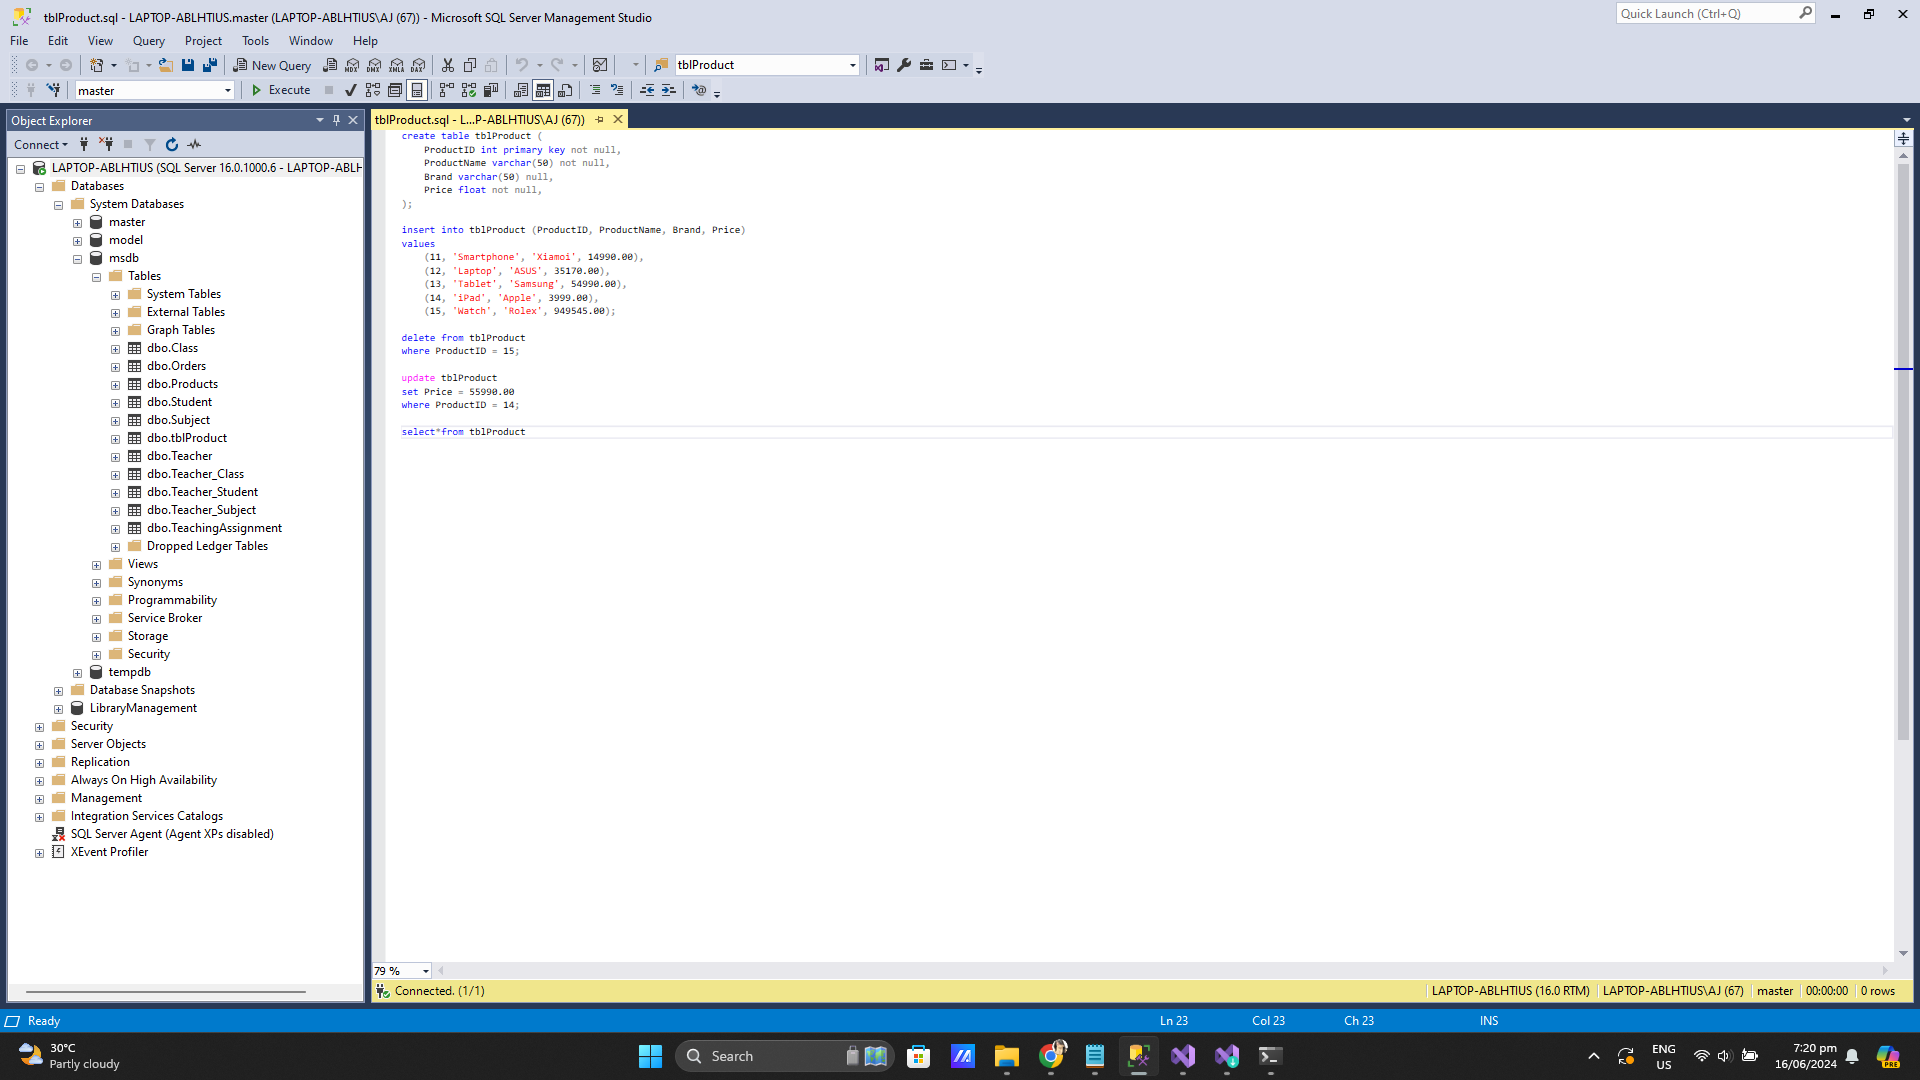 tblProduct.sql - LAPTOP-ABLHTIUS.master (LAPTOP-ABLHTIUS\AJ (67)) - Microsoft SQL Server Management Studio
Quick Launch (Ctrl+Q)
File Edit View Query Project Tools Window Help
New Query MDX DMX XMLA DAX tblProduct
master Execute
Object Explorer
Connect
LAPTOP-ABLHTIUS (SQL Server 16.0.1000.6 - LAPTOP-ABLH
Databases
System Databases
master
model
msdb
Tables
System Tables
External Tables
Graph Tables
dbo.Class
dbo.Orders
dbo.Products
dbo.Student
dbo.Subject
dbo.tblProduct
dbo.Teacher
dbo.Teacher_Class
dbo.Teacher_Student
dbo.Teacher_Subject
dbo.TeachingAssignment
Dropped Ledger Tables
Views
Synonyms
Programmability
Service Broker
Storage
Security
tempdb
Database Snapshots
LibraryManagement
Security
Server Objects
Replication
Always On High Availability
Management
Integration Services Catalogs
SQL Server Agent (Agent XPs disabled)
XEvent Profiler
tblProduct.sql - L...P-ABLHTIUS\AJ (67))
create table tblProduct (
ProductID int primary key not null,
ProductName varchar(50) not null,
Brand varchar(50) null,
Price float not null,
);
insert into tblProduct (ProductID, ProductName, Brand, Price)
values
(11, 'Smartphone', 'Xiamoi', 14990.00),
(12, 'Laptop', 'ASUS', 35170.00),
(13, 'Tablet', 'Samsung', 54990.00),
(14, 'iPad', 'Apple', 3999.00),
(15, 'Watch', 'Rolex', 949545.00);
delete from tblProduct
where ProductID = 15;
update tblProduct
set Price = 55990.00
where ProductID = 14;
select*from tblProduct
79 %
Connected. (1/1)
LAPTOP-ABLHTIUS (16.0 RTM) LAPTOP-ABLHTIUS\AJ (67) master 00:00:00 0 rows
Ready
Ln 23 Col 23 Ch 23 INS
30°C
Partly cloudy
Search
ENG
US
7:20 pm
16/06/2024
PRE